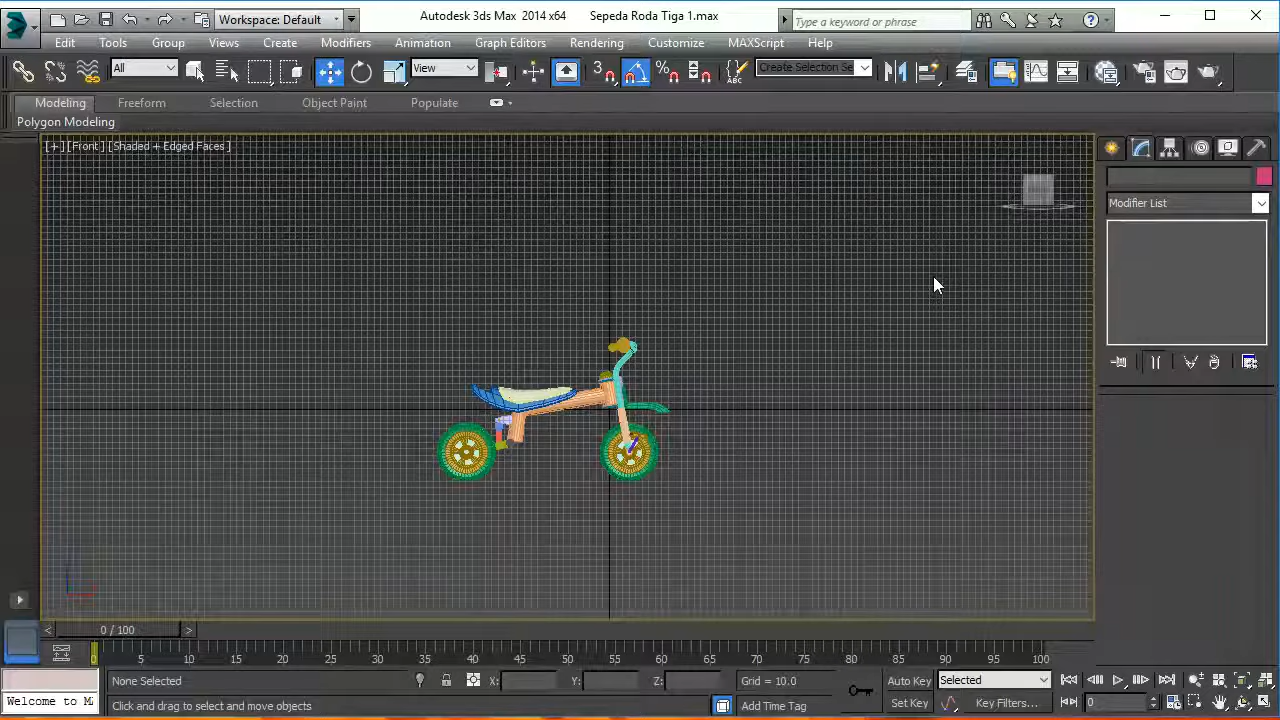 Workspace: Default
Autodesk 3ds Max 2014 x64 Sepeda Roda Tiga 1.max
Type a keyword or phrase
Edit Tools Group Views Create Modifiers Animation Graph Editors Rendering Customize MAXScript Help
All View Create Selection Se
Modeling Freeform Selection Object Paint Populate
Polygon Modeling
[+] [Front] [Shaded + Edged Faces]
Modifier List
0 / 100
0 5 10 15 20 25 30 35 40 45 50 55 60 65 70 75 80 85 90 95 100
None Selected X: Y: Z: Grid = 10.0 Auto Key Selected
Welcome to Click and drag to select and move objects Add Time Tag Set Key Key Filters... 0